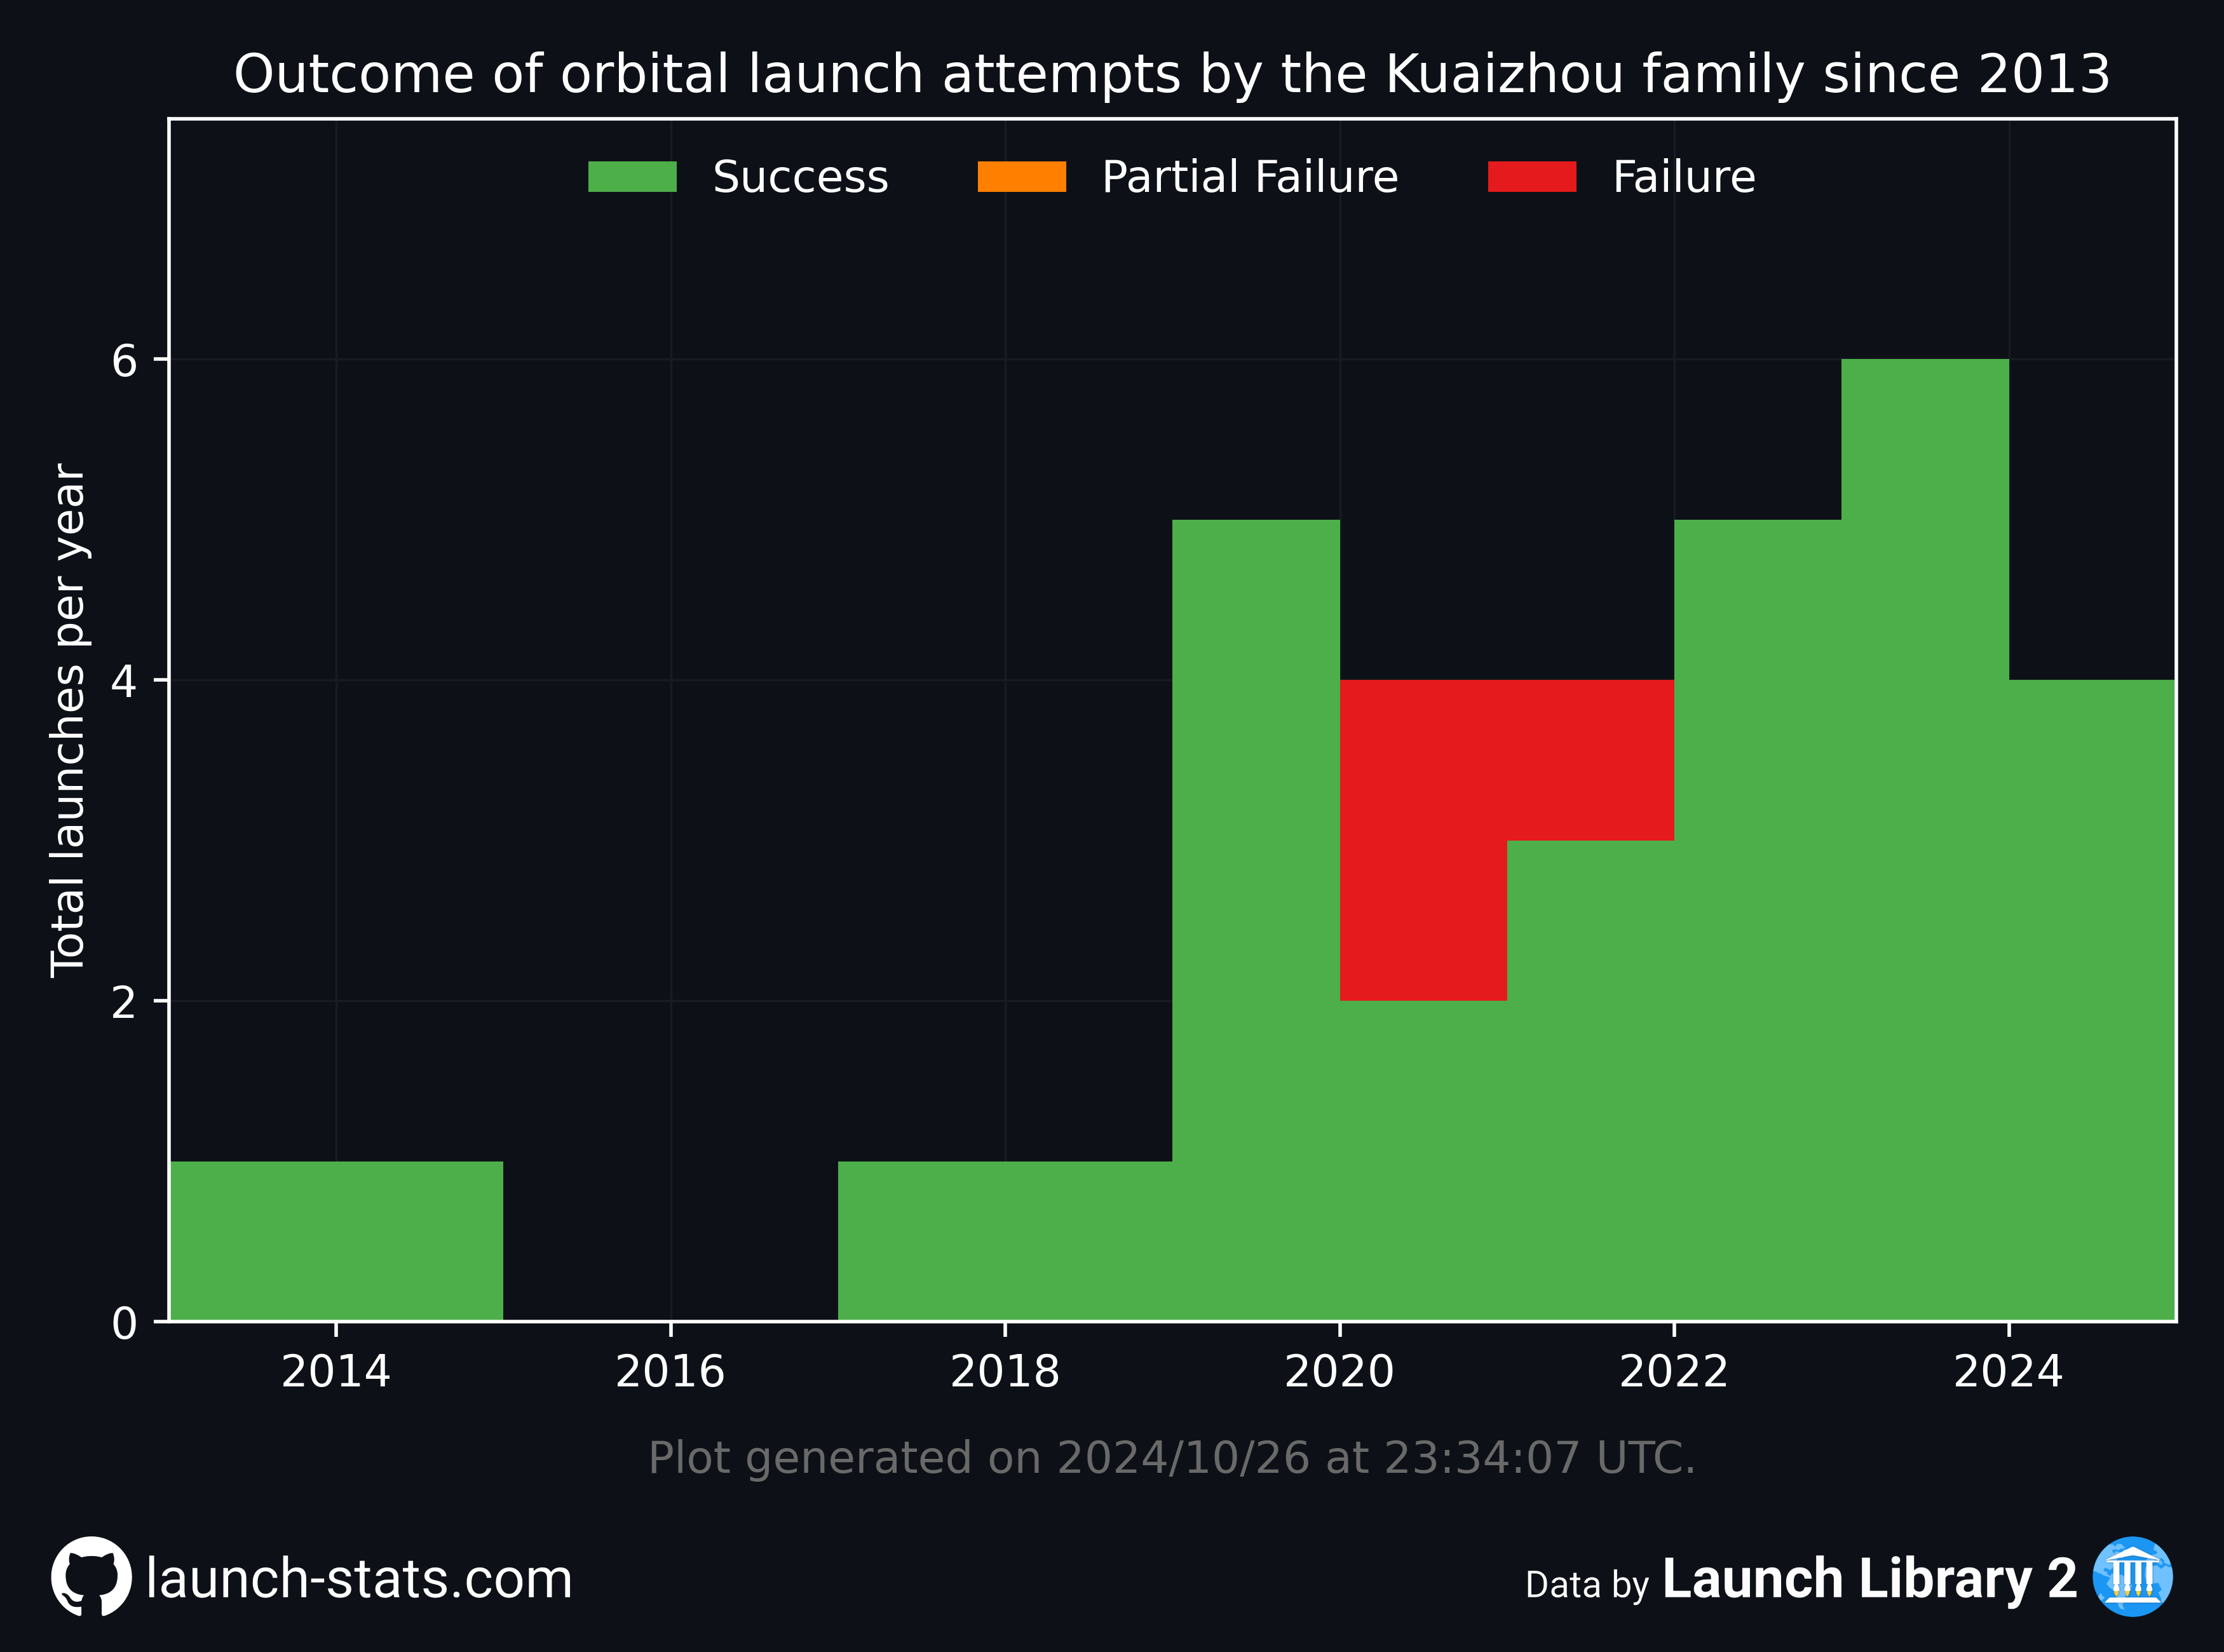 Outcome of orbital launch attempts by the Kuaizhou family since 2013
Success Partial Failure Failure
Total launches per year
6
4
2
0
2014 2016 2018 2020 2022 2024
Plot generated on 2024/10/26 at 23:34:07 UTC.
launch-stats.com
Data by Launch Library 2